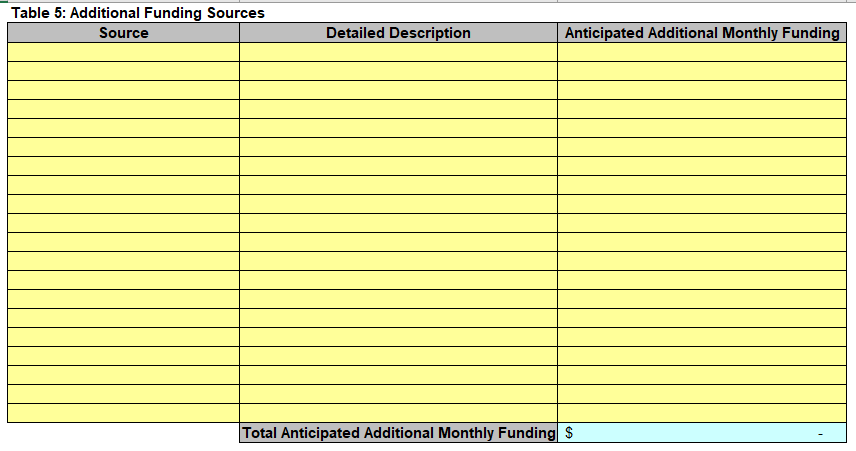 Table 5: Additional Funding Sources
Source Detailed Description Anticipated Additional Monthly Funding
Total Anticipated Additional Monthly Funding $ -